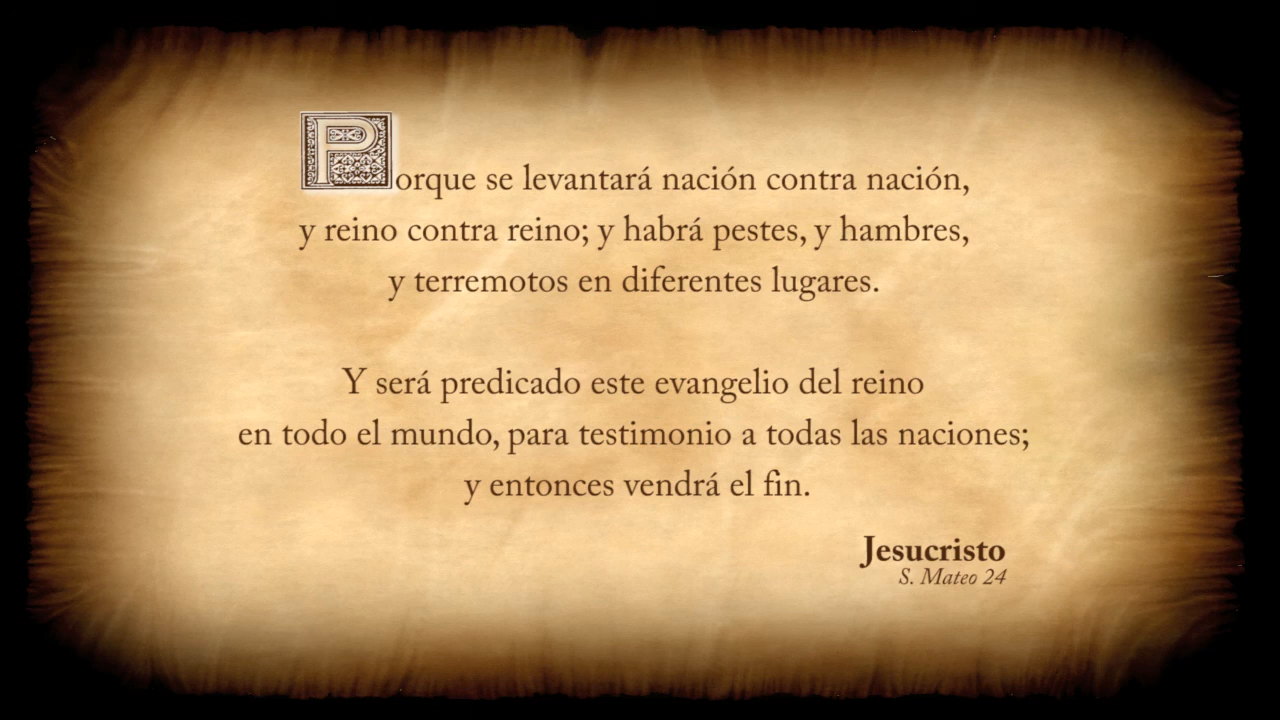 Porque se levantará nación contra nación,
y reino contra reino; y habrá pestes, y hambres,
y terremotos en diferentes lugares.
Y será predicado este evangelio del reino
en todo el mundo, para testimonio a todas las naciones;
y entonces vendrá el fin.
Jesucristo
S. Mateo 24